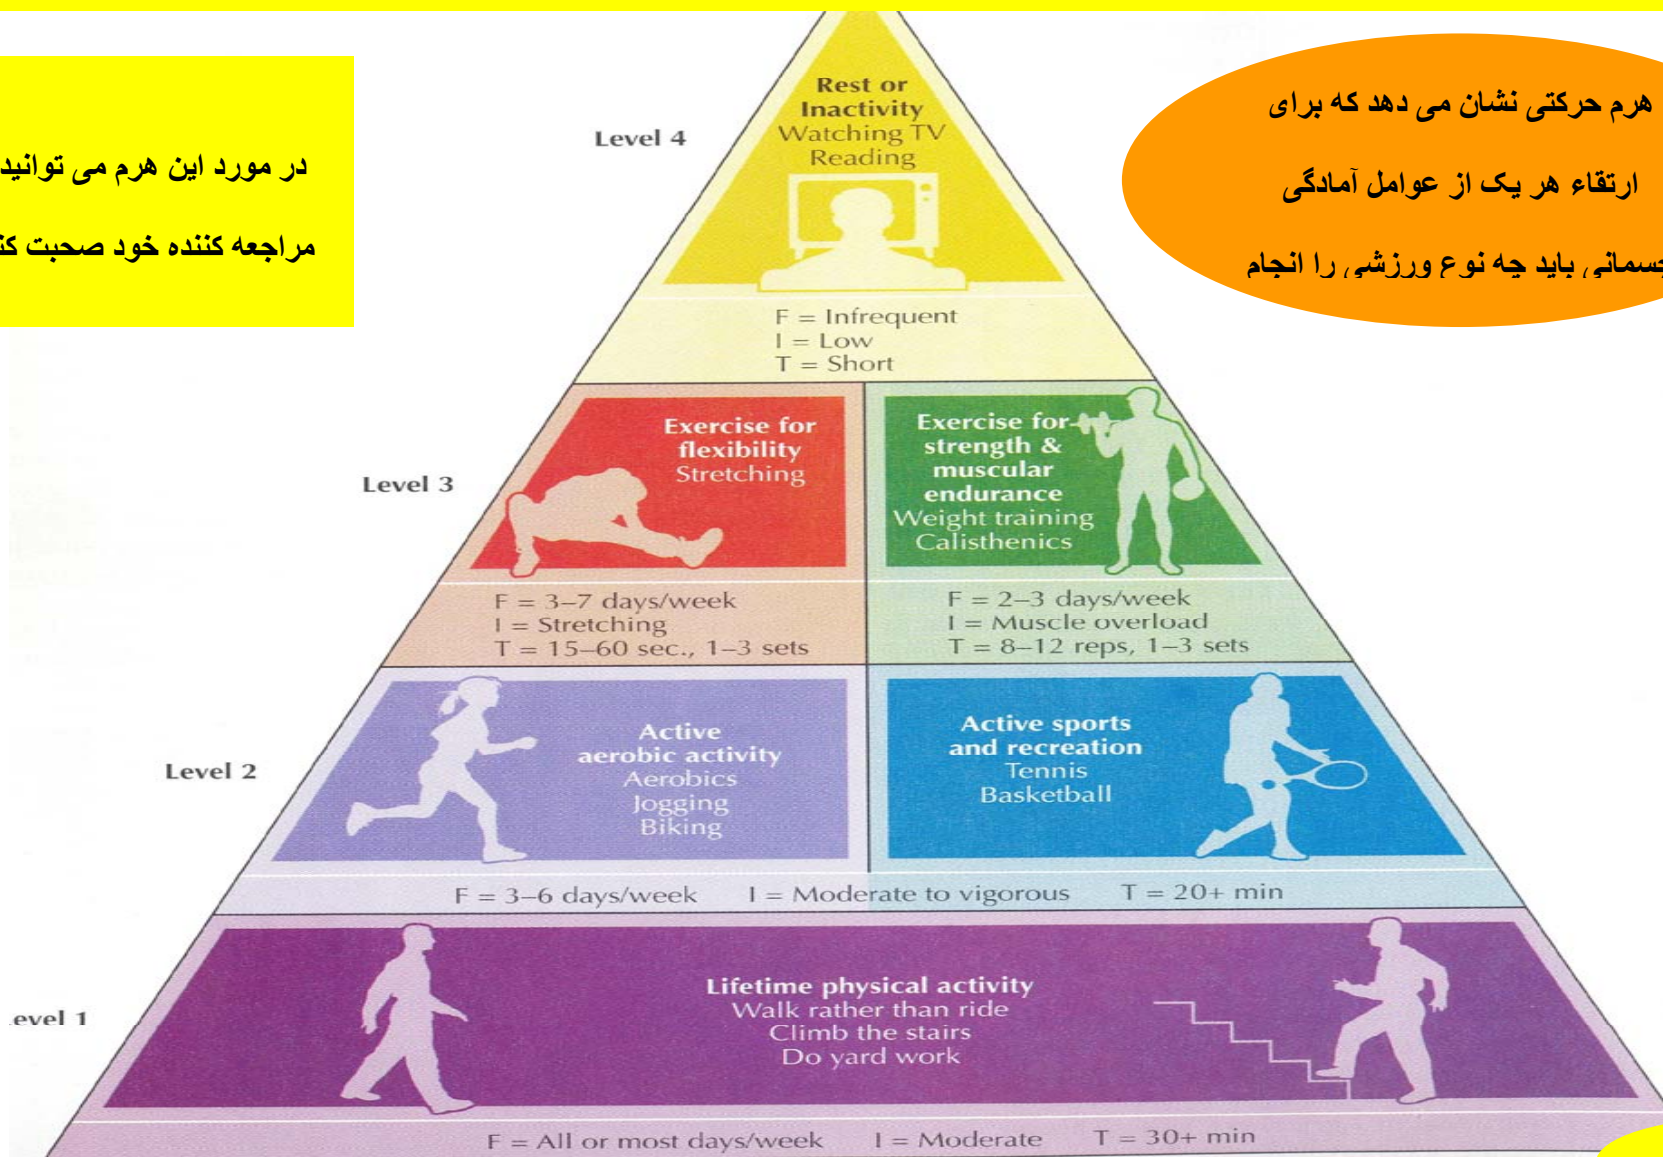 در مورد این هرم می توانید
مراجعه کننده خود صحبت
هرم حرکتی نشان می دهد که برای
ارتقاء هر یک از عوامل آمادگی
باید چه نوع ورزشی را انجام
Level 4
Rest or
Inactivity
Watching TV
Reading
F = Infrequent
I = Low
T = Short
Level 3
Exercise for
flexibility
Stretching
F = 3–7 days/week
I = Stretching
T = 15–60 sec., 1–3 sets
Exercise for
strength &
muscular
endurance
Weight training
Calisthenics
F = 2–3 days/week
I = Muscle overload
T = 8–12 reps, 1–3 sets
Level 2
Active
aerobic activity
Aerobics
Jogging
Biking
Active sports
and recreation
Tennis
Basketball
F = 3–6 days/week I = Moderate to vigorous T = 20+ min
evel 1
Lifetime physical activity
Walk rather than ride
Climb the stairs
Do yard work
F = All or most days/week I = Moderate T = 30+ min